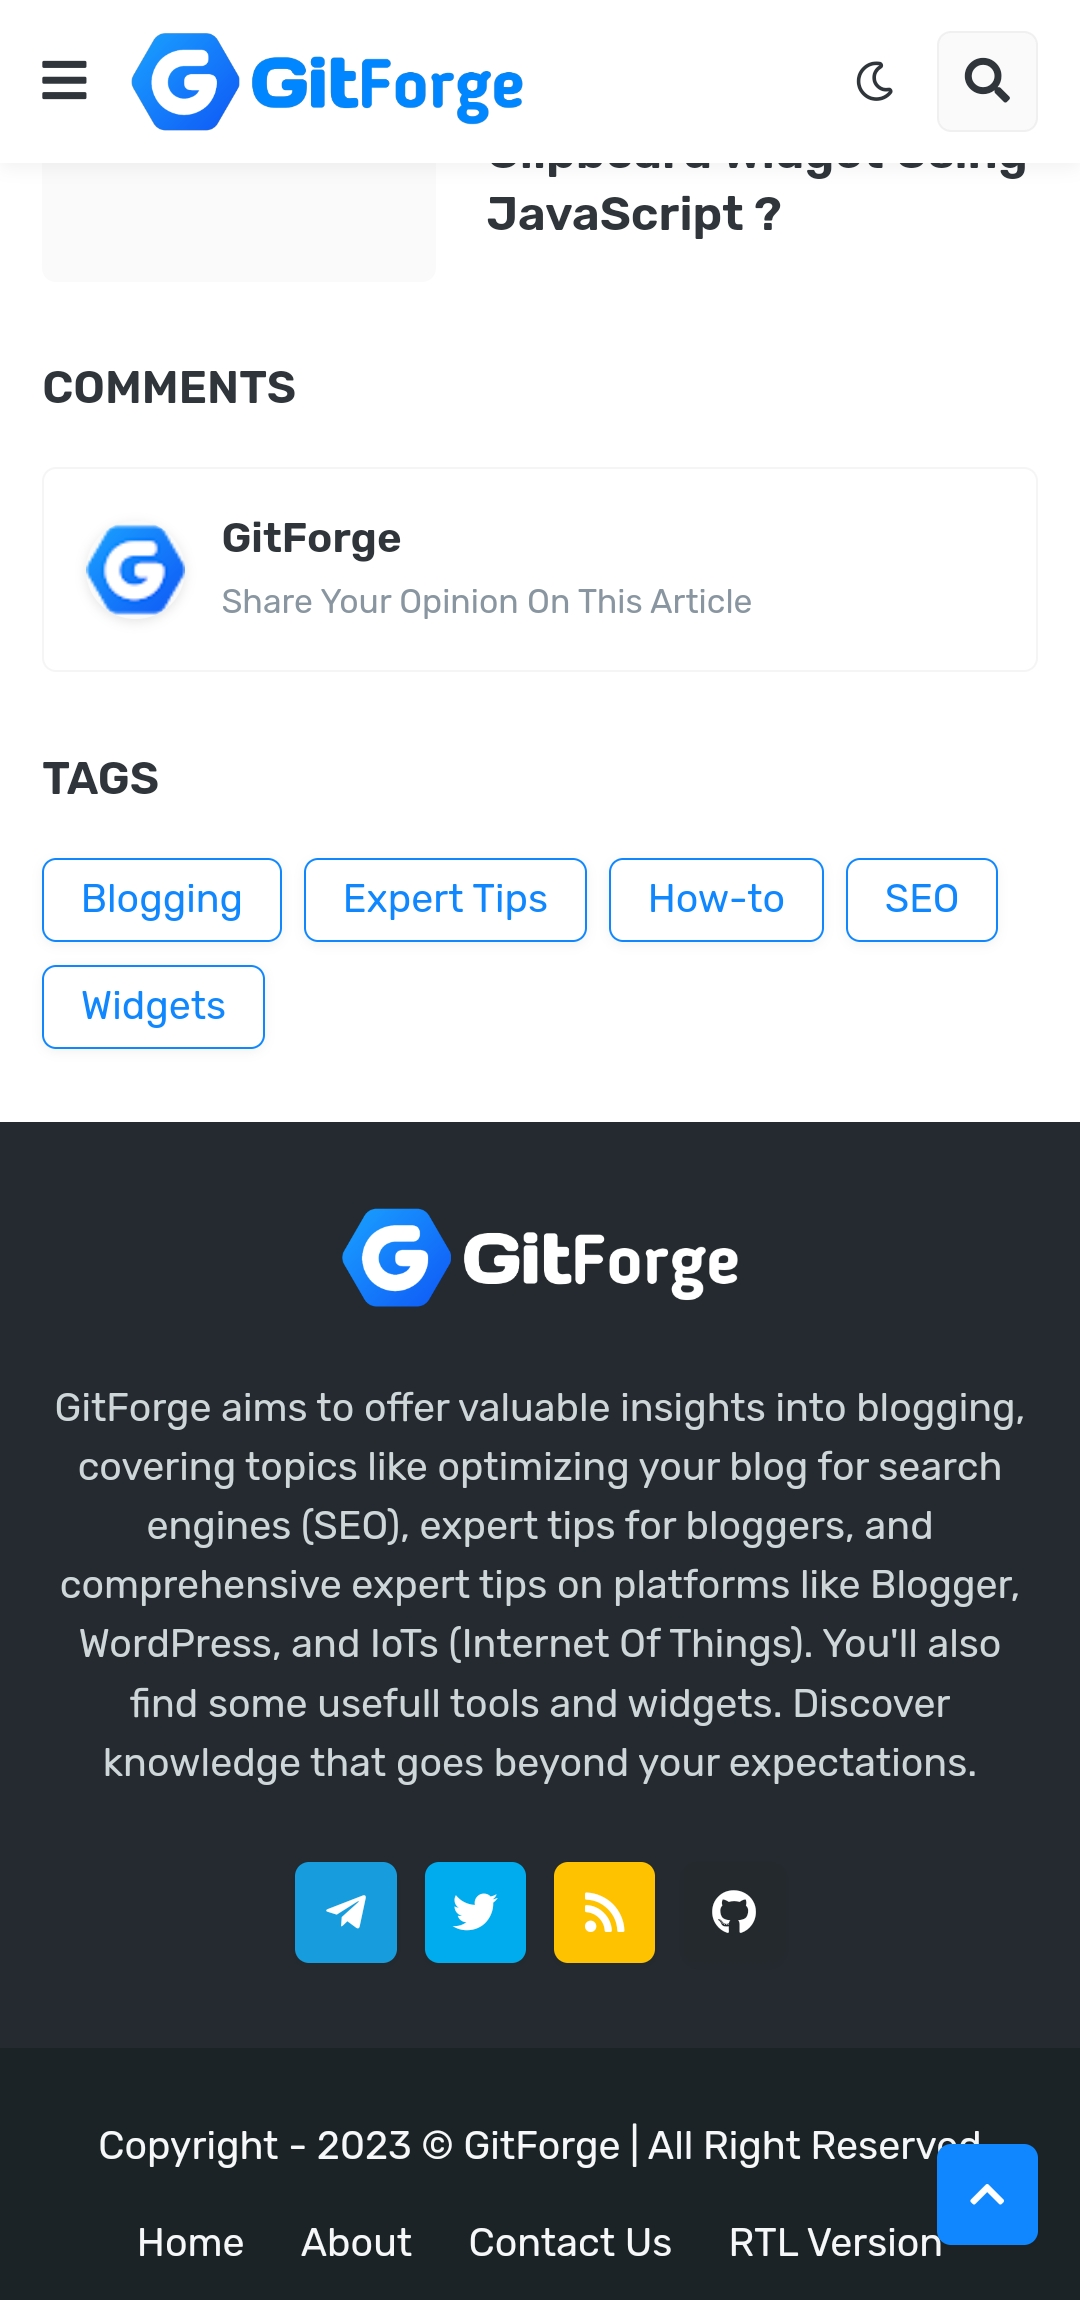 GitForge
Clipboard Widget Using
JavaScript ?
COMMENTS
GitForge
Share Your Opinion On This Article
TAGS
Blogging
Expert Tips
How-to
SEO
Widgets
GitForge
GitForge aims to offer valuable insights into blogging,
covering topics like optimizing your blog for search
engines (SEO), expert tips for bloggers, and
comprehensive expert tips on platforms like Blogger,
WordPress, and IoTs (Internet Of Things). You'll also
find some usefull tools and widgets. Discover
knowledge that goes beyond your expectations.
Copyright - 2023 © GitForge | All Right Reserved
Home
About
Contact Us
RTL Version